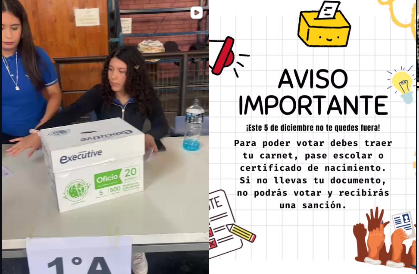 executive
executive
Oficio
20
500
1°A
AVISO
IMPORTANTE
¡Este 5 de diciembre no te quedes fuera!
Para poder votar debes traer
tu carnet, pase escolar o
certificado de nacimiento.
Si no llevas tu documento,
no podrás votar y recibirás
una sanción.